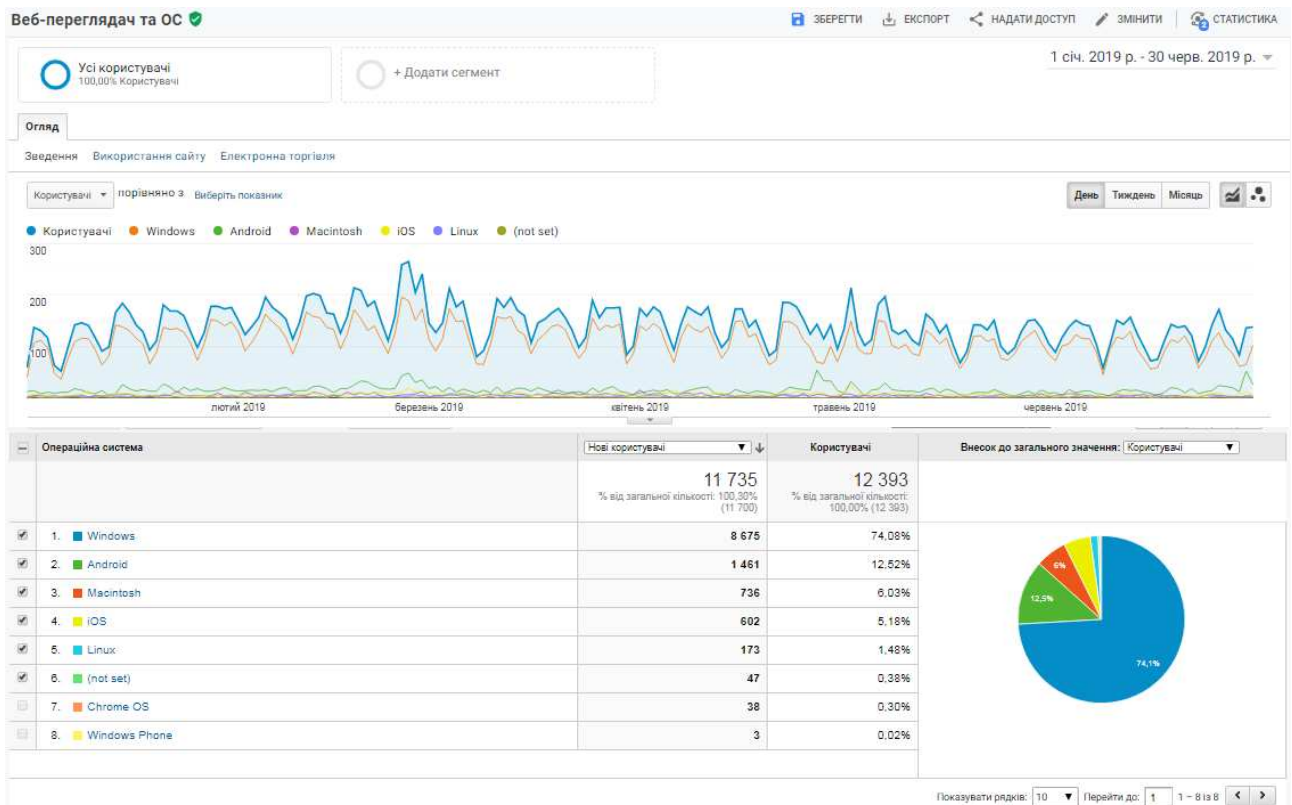 Веб-переглядач та ОС
ЗБЕРЕГТИ ЕКСПОРТ НАДАТИ ДОСТУП ЗМІНИТИ 2 СТАТИСТИКА
Усі користувачі
100,00% Користувачі
+ Додати сегмент
1 січ. 2019 р. - 30 черв. 2019 р.
Огляд
Зведення Використання сайту Електронна торгівля
Користувачі порівняно з Виберіть показник
День Тиждень Місяць
Користувачі Windows Android Macintosh iOS Linux (not set)
300
200
100
лютий 2019 березень 2019 квітень 2019 травень 2019 червень 2019
Операційна система Нові користувачі Користувачі Внесок до загального значення: Користувачі
11 735 12 393
% від загальної кількості: 100,30% % від загальної кількості:
(11 700) 100,00% (12 393)
1. Windows 8 675 74,08%
2. Android 1 461 12,52%
3. Macintosh 736 6,03%
4. iOS 602 5,18%
5. Linux 173 1,48%
6. (not set) 47 0,38%
7. Chrome OS 38 0,30%
8. Windows Phone 3 0,02%
6%
12,5%
74,1%
Показувати рядків: 10 Перейти до: 1 1 – 8 із 8